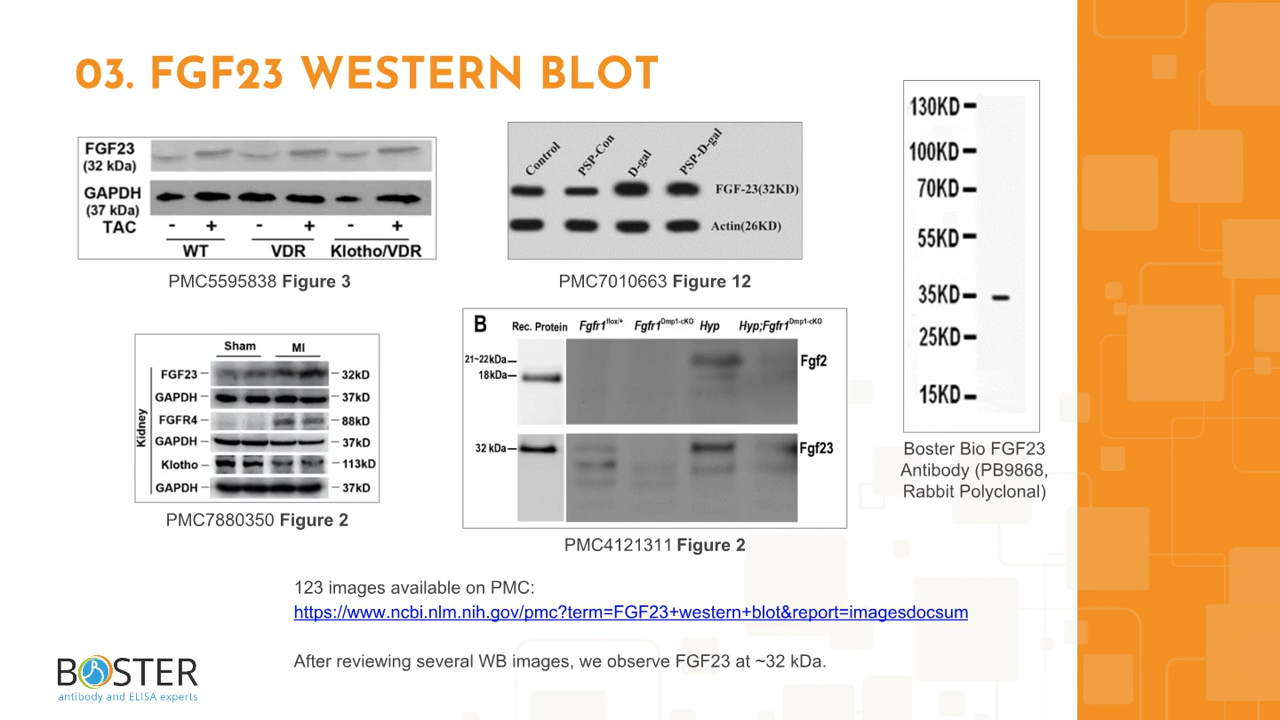 03. FGF23 WESTERN BLOT
FGF23
(32 kDa)
GAPDH
(37 kDa)
TAC - + - + - +
WT VDR Klotho/VDR
PMC5595838 Figure 3
Control PSP-Con D-gal PSP-D-gal
FGF-23(32KD)
Actin(26KD)
PMC7010663 Figure 12
130KD
100KD
70KD
55KD
35KD
25KD
15KD
Boster Bio FGF23
Antibody (PB9868,
Rabbit Polyclonal)
Sham MI
Kidney
FGF23 32kD
GAPDH 37kD
FGFR4 88kD
GAPDH 37kD
Klotho 113kD
GAPDH 37kD
PMC7880350 Figure 2
B Rec. Protein Fgfr1flox/+ Fgfr1Dmp1-cKO Hyp Hyp;Fgfr1Dmp1-cKO
21~22kDa
18kDa
Fgf2
32 kDa
Fgf23
PMC4121311 Figure 2
123 images available on PMC:
https://www.ncbi.nlm.nih.gov/pmc?term=FGF23+western+blot&report=imagesdocsum
After reviewing several WB images, we observe FGF23 at ~32 kDa.
BOSTER
antibody and ELISA experts